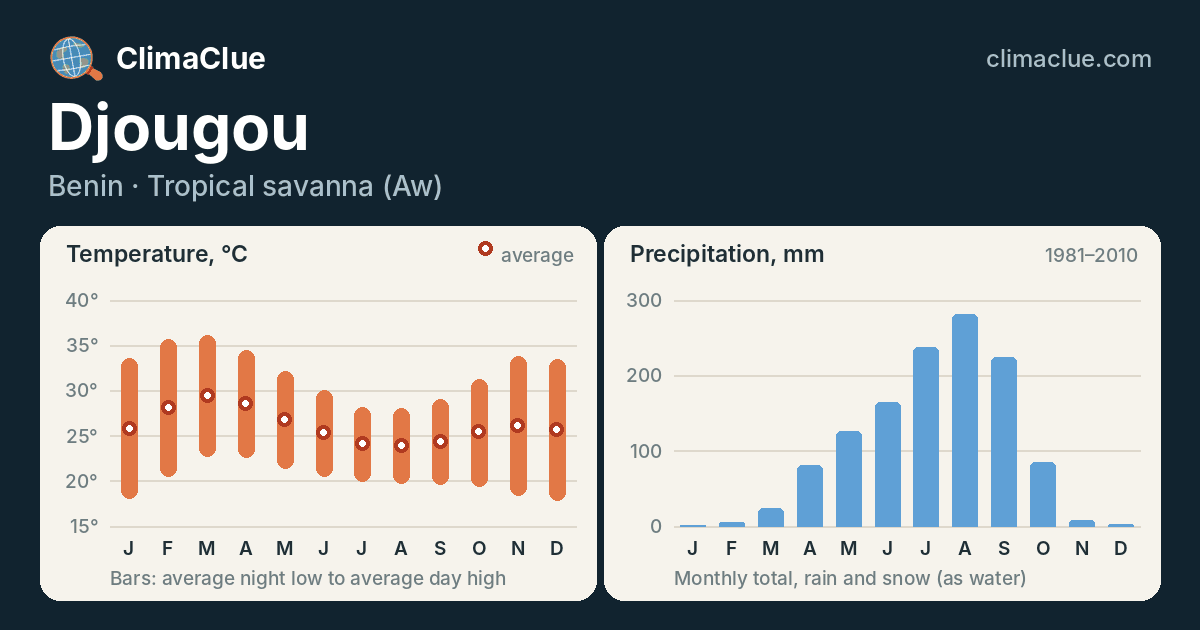 ClimaClue
climaclue.com
Djougou
Benin · Tropical savanna (Aw)
Temperature, °C
average
40°
35°
30°
25°
20°
15°
J F M A M J J A S O N D
Bars: average night low to average day high
Precipitation, mm
1981–2010
300
200
100
0
J F M A M J J A S O N D
Monthly total, rain and snow (as water)